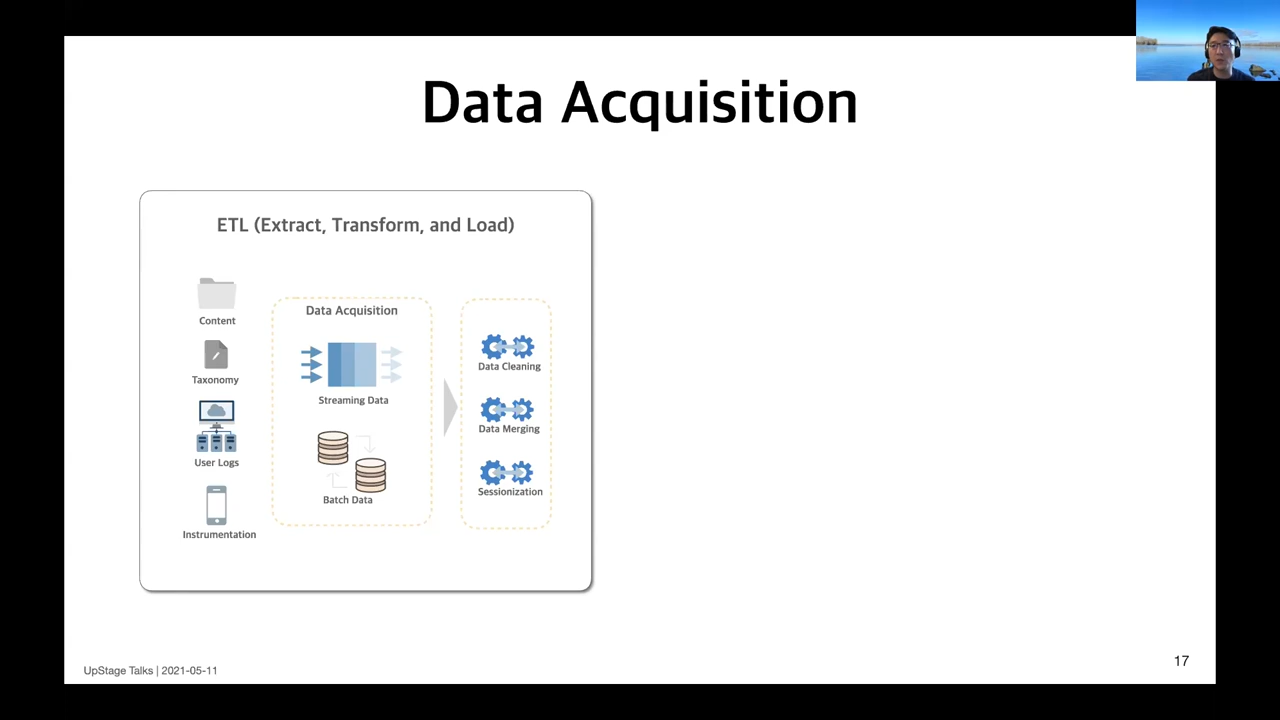 Data Acquisition
ETL (Extract, Transform, and Load)
Content
Taxonomy
User Logs
Instrumentation
Data Acquisition
Streaming Data
Batch Data
Data Cleaning
Data Merging
Sessionization
UpStage Talks | 2021-05-11
17